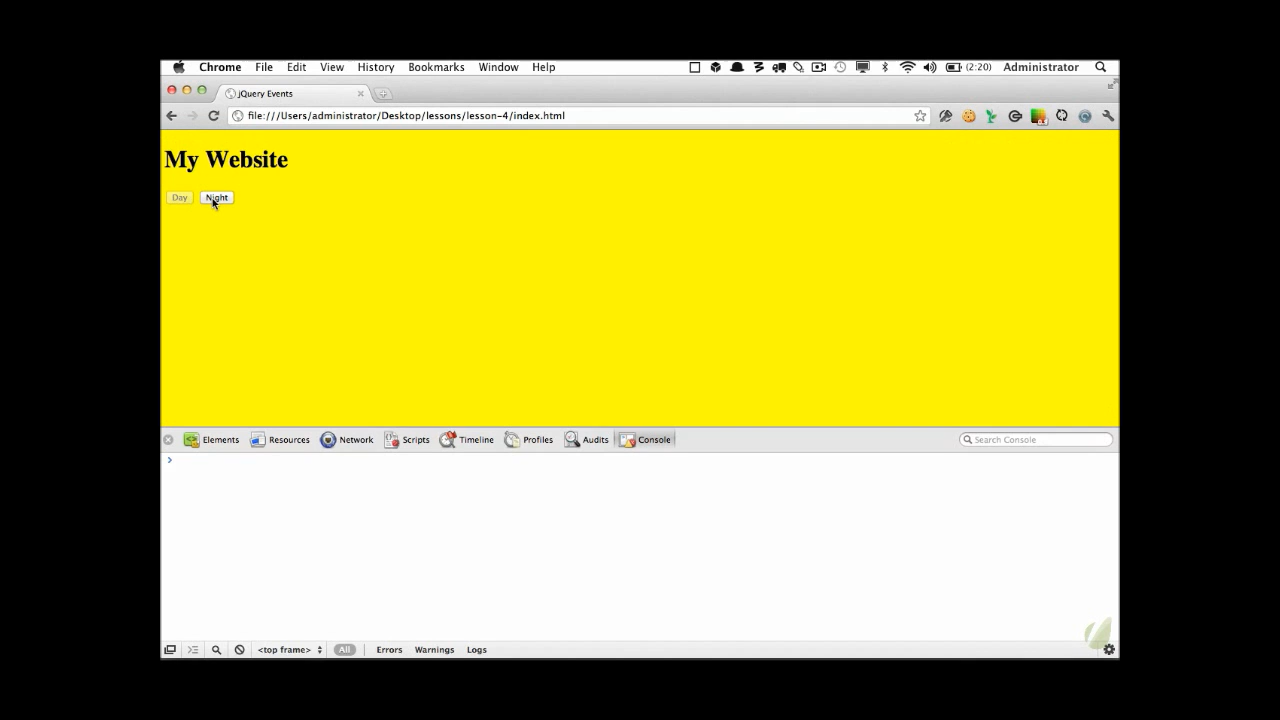 Chrome File Edit View History Bookmarks Window Help (2:20) Administrator
jQuery Events
file:///Users/administrator/Desktop/lessons/lesson-4/index.html
My Website
Day Night
Elements Resources Network Scripts Timeline Profiles Audits Console Search Console
>
<top frame> All Errors Warnings Logs